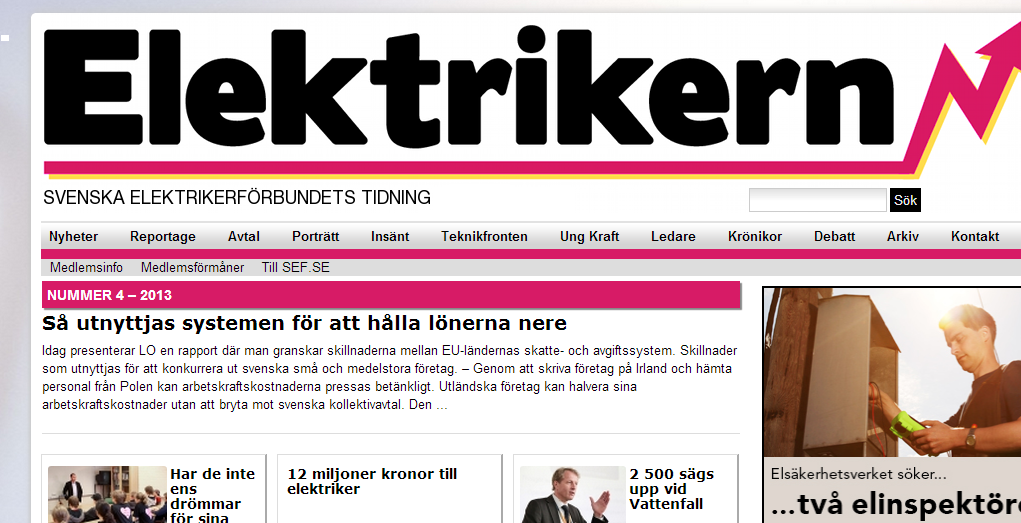 Elektrikern
SVENSKA ELEKTRIKERFÖRBUNDETS TIDNING
Sök
Nyheter Reportage Avtal Porträtt Insänt Teknikfronten Ung Kraft Ledare Krönikor Debatt Arkiv Kontakt
Medlemsinfo Medlemsförmåner Till SEF.SE
NUMMER 4 – 2013
Så utnyttjas systemen för att hålla lönerna nere
Idag presenterar LO en rapport där man granskar skillnaderna mellan EU-ländernas skatte- och avgiftssystem. Skillnader
som utnyttjas för att konkurrera ut svenska små och medelstora företag. – Genom att skriva företag på Irland och hämta
personal från Polen kan arbetskraftskostnaderna pressas betänkligt. Utländska företag kan halvera sina
arbetskraftskostnader utan att bryta mot svenska kollektivavtal. Den …
Har de inte
ens
drömmar
för sina
12 miljoner kronor till
elektriker
2 500 sägs
upp vid
Vattenfall
Elsäkerhetsverket söker...
...två elinspektöre